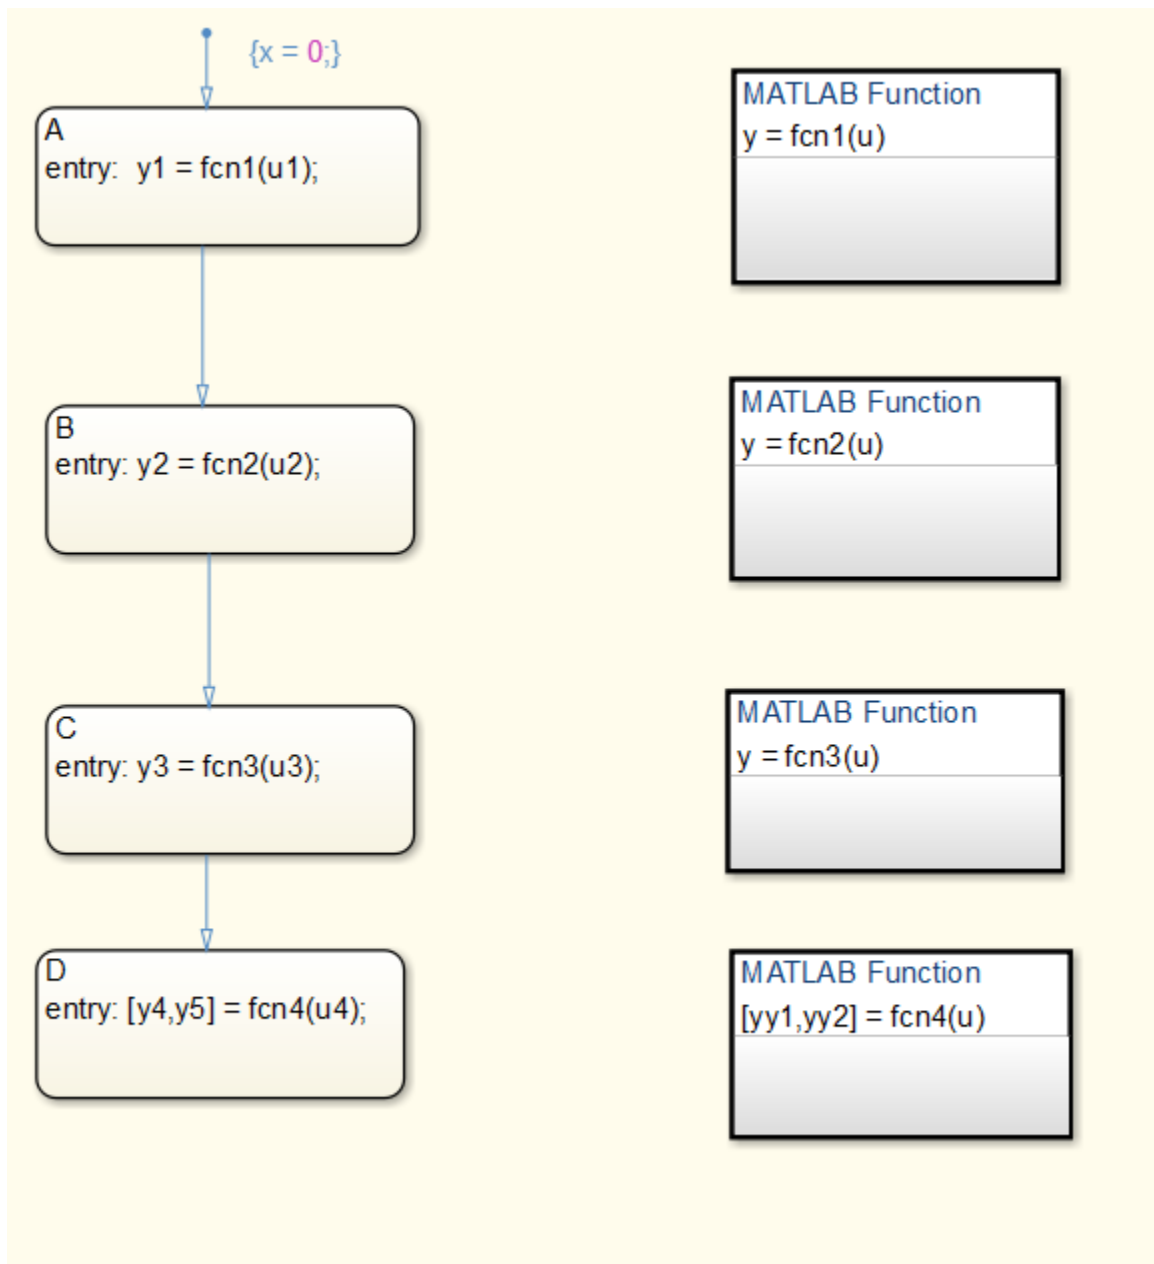 {x = 0;}
A
entry:  y1 = fcn1(u1);
B
entry: y2 = fcn2(u2);
C
entry: y3 = fcn3(u3);
D
entry: [y4,y5] = fcn4(u4);
MATLAB Function
y = fcn1(u)
MATLAB Function
y = fcn2(u)
MATLAB Function
y = fcn3(u)
MATLAB Function
[yy1,yy2] = fcn4(u)